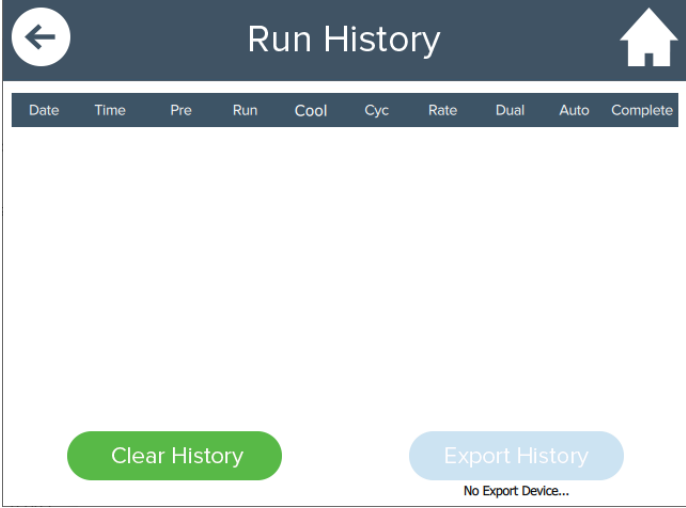 Run History
Date Time Pre Run Cool Cyc Rate Dual Auto Complete
Clear History
Export History
No Export Device...